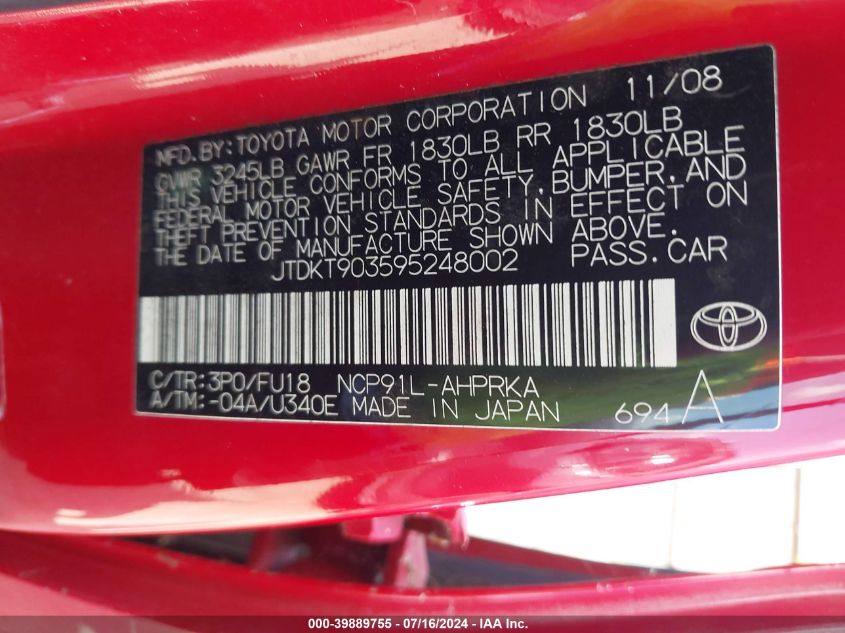 MFD. BY: TOYOTA MOTOR CORPORATION 11/08
GVWR 3245LB GAWR FR 1830LB RR 1830LB
THIS VEHICLE CONFORMS TO ALL APPLICABLE
FEDERAL MOTOR VEHICLE SAFETY, BUMPER, AND
THEFT PREVENTION STANDARDS IN EFFECT ON
THE DATE OF MANUFACTURE SHOWN ABOVE.
JTDKT903595248002 PASS. CAR
C/TR: 3P0/FU18 NCP91L-AHPRKA
A/TM: -04A/U340E MADE IN JAPAN 694 A
000-39889755 - 07/16/2024 - IAA Inc.